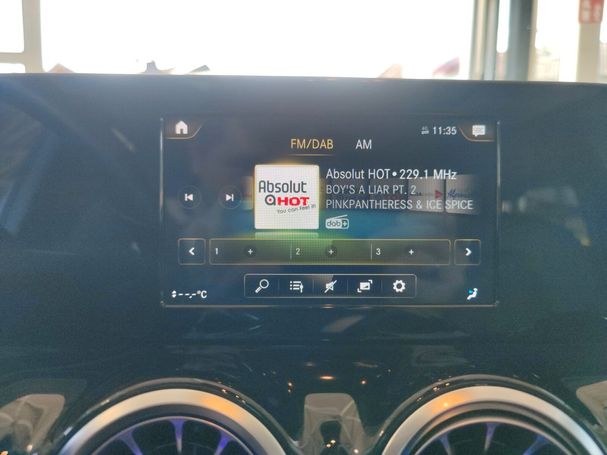 11:35
FM/DAB AM
Absolut HOT • 229.1 MHz
BOY'S A LIAR PT. 2
PINKPANTHERESS & ICE SPICE
Absolut
HOT
you can feel it!
dab+
1 + 2 + 3 +
--,-°C